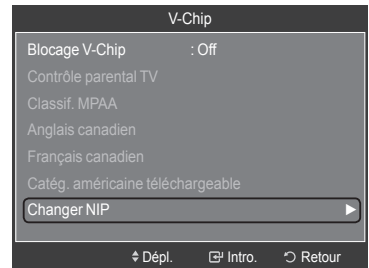 V-Chip
Blocage V-Chip : Off
Contrôle parental TV
Classif. MPAA
Anglais canadien
Français canadien
Catég. américaine téléchargeable
Changer NIP
Dépl. Intro. Retour